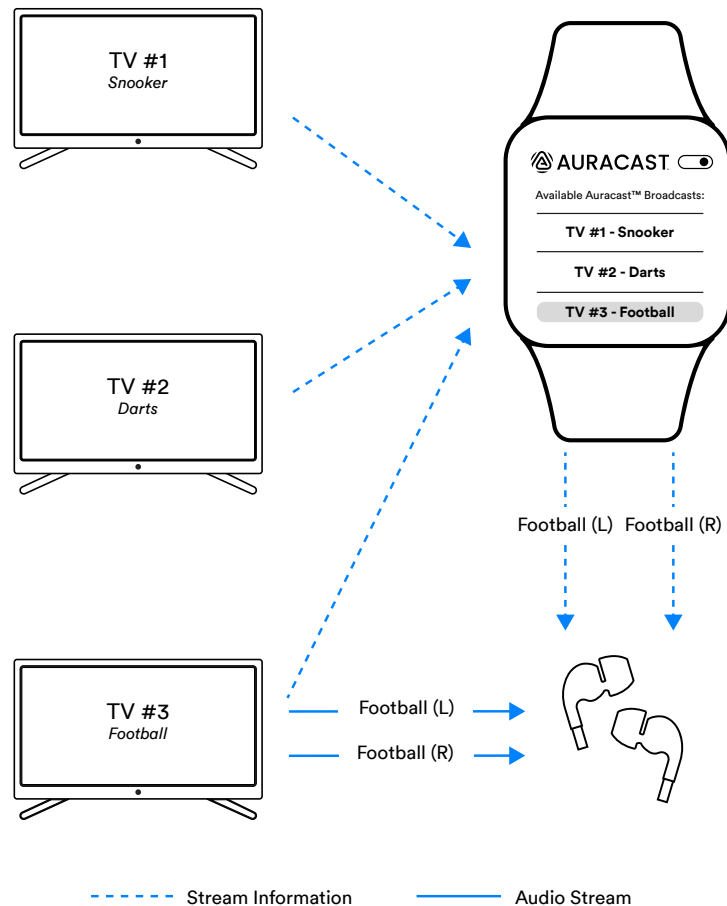 TV #1
Snooker
AURACAST
Available Auracast™ Broadcasts:
TV #1 - Snooker
TV #2 - Darts
TV #3 - Football
TV #2
Darts
Football (L) Football (R)
TV #3
Football
Football (L)
Football (R)
Stream Information
Audio Stream